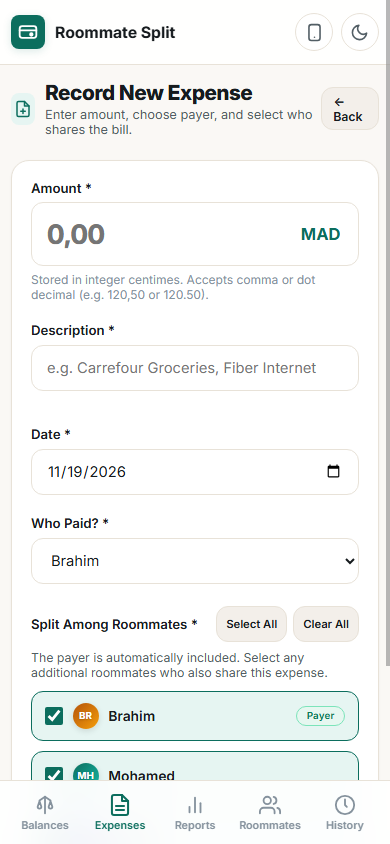 Roommate Split
Record New Expense
Enter amount, choose payer, and select who
shares the bill.
←
Back
Amount *
0,00
MAD
Stored in integer centimes. Accepts comma or dot
decimal (e.g. 120,50 or 120.50).
Description *
e.g. Carrefour Groceries, Fiber Internet
Date *
11/19/2026
Who Paid? *
Brahim
Split Among Roommates *
Select All
Clear All
The payer is automatically included. Select any
additional roommates who also share this expense.
BR
Brahim
Payer
MH
Mohamed
Balances
Expenses
Reports
Roommates
History